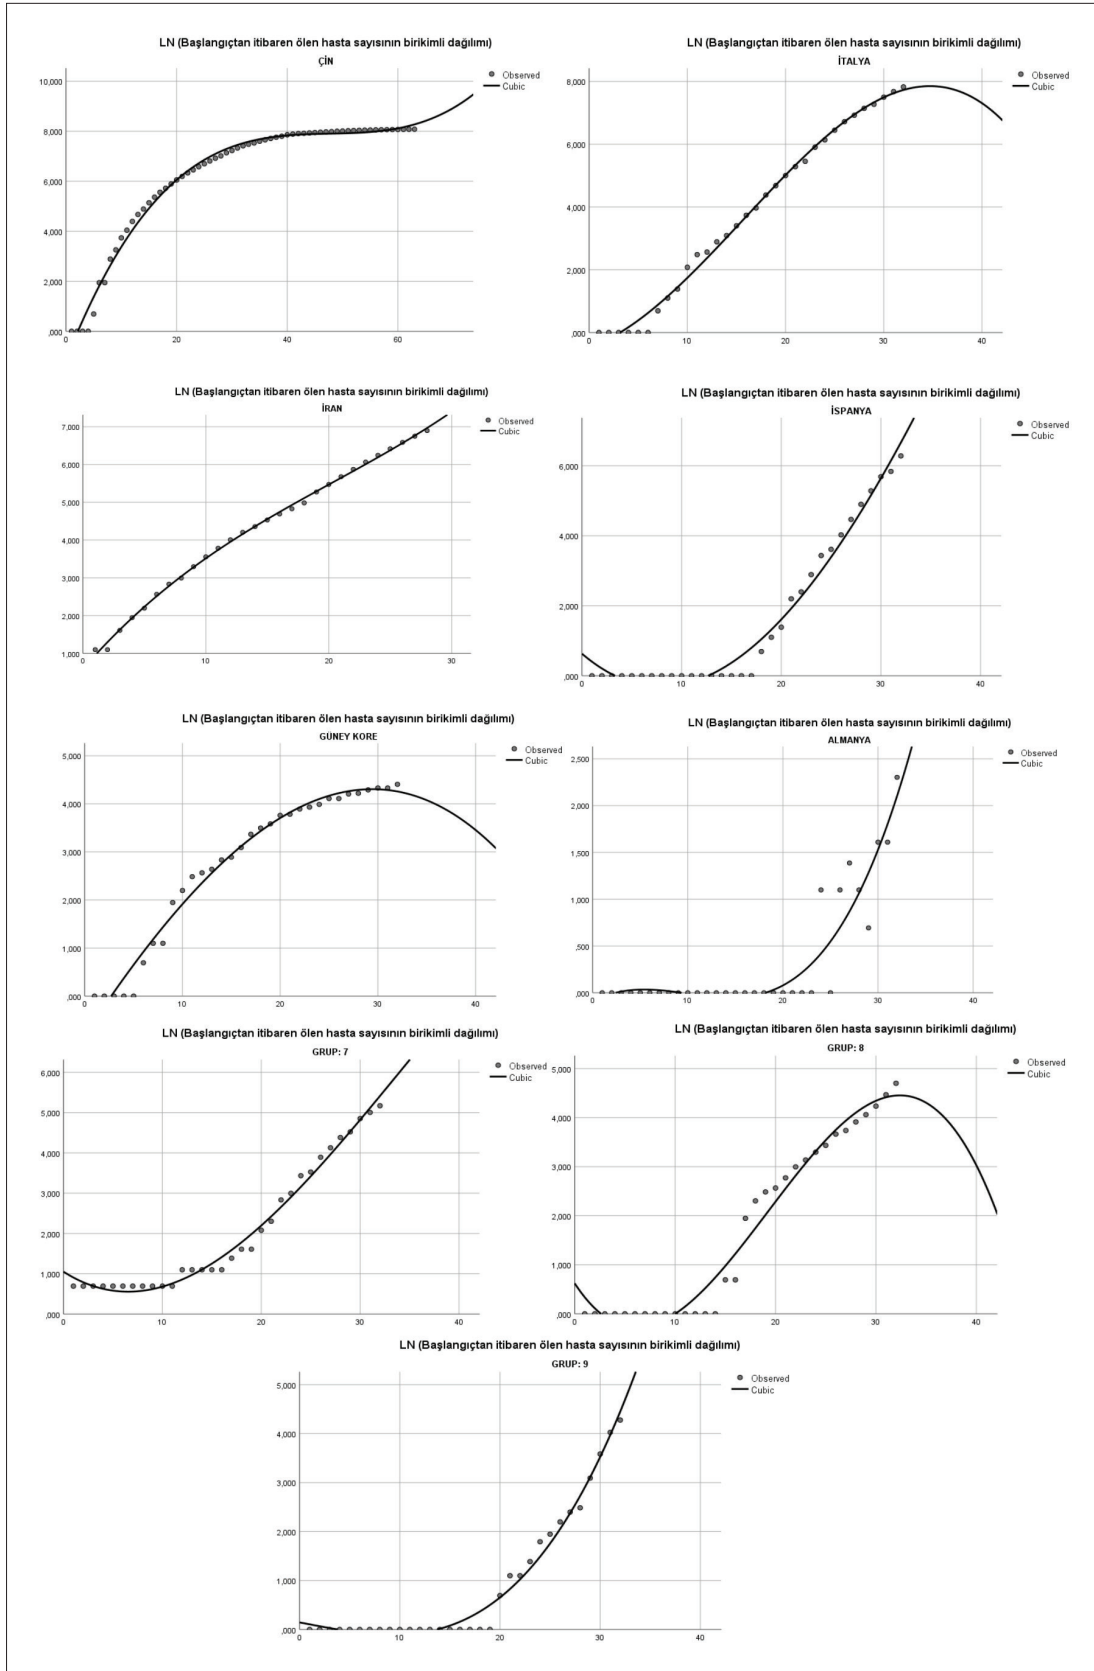 LN (Başlangıçtan itibaren ölen hasta sayısının birikimli dağılımı)
ÇİN
Observed
Cubic
10,000
8,000
6,000
4,000
2,000
,000
0 20 40 60
LN (Başlangıçtan itibaren ölen hasta sayısının birikimli dağılımı)
İTALYA
Observed
Cubic
8,000
6,000
4,000
2,000
,000
0 10 20 30 40
LN (Başlangıçtan itibaren ölen hasta sayısının birikimli dağılımı)
İRAN
Observed
Cubic
7,000
6,000
5,000
4,000
3,000
2,000
1,000
0 10 20 30
LN (Başlangıçtan itibaren ölen hasta sayısının birikimli dağılımı)
İSPANYA
Observed
Cubic
6,000
4,000
2,000
,000
0 10 20 30 40
LN (Başlangıçtan itibaren ölen hasta sayısının birikimli dağılımı)
GÜNEY KORE
Observed
Cubic
5,000
4,000
3,000
2,000
1,000
,000
0 10 20 30 40
LN (Başlangıçtan itibaren ölen hasta sayısının birikimli dağılımı)
ALMANYA
Observed
Cubic
2,500
2,000
1,500
1,000
,500
,000
0 10 20 30 40
LN (Başlangıçtan itibaren ölen hasta sayısının birikimli dağılımı)
GRUP: 7
Observed
Cubic
6,000
5,000
4,000
3,000
2,000
1,000
,000
0 10 20 30 40
LN (Başlangıçtan itibaren ölen hasta sayısının birikimli dağılımı)
GRUP: 8
Observed
Cubic
5,000
4,000
3,000
2,000
1,000
,000
0 10 20 30 40
LN (Başlangıçtan itibaren ölen hasta sayısının birikimli dağılımı)
GRUP: 9
Observed
Cubic
5,000
4,000
3,000
2,000
1,000
,000
0 10 20 30 40